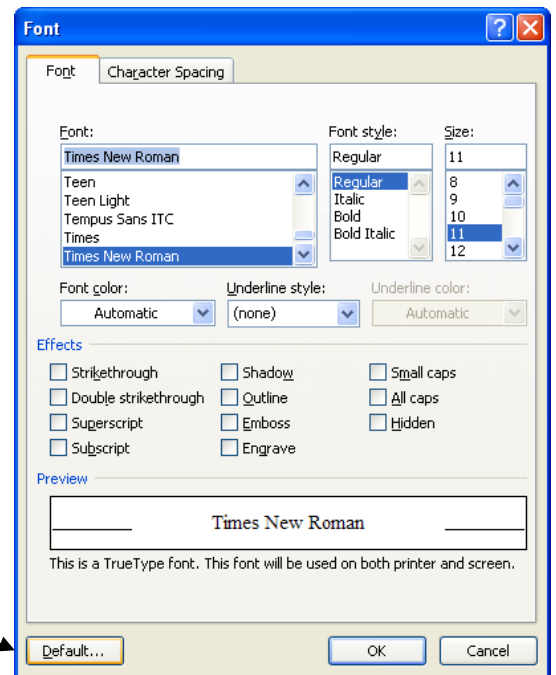 Font
Font Character Spacing
Font: Font style: Size:
Times New Roman Regular 11
Teen Regular 8
Teen Light Italic 9
Tempus Sans ITC Bold 10
Times Bold Italic 11
Times New Roman 12
Font color: Underline style: Underline color:
Automatic (none) Automatic
Effects
Strikethrough Shadow Small caps
Double strikethrough Outline All caps
Superscript Emboss Hidden
Subscript Engrave
Preview
Times New Roman
This is a TrueType font. This font will be used on both printer and screen.
Default... OK Cancel